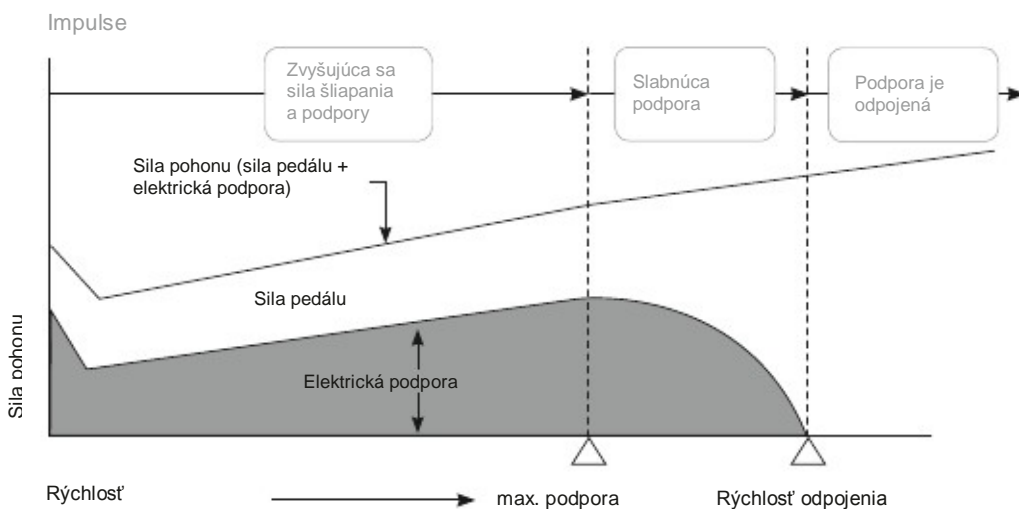 Impulse
Zvyšujúca sa
sila šliapania
a podpory
Slabnúca
podpora
Podpora je
odpojená
Sila pohonu (sila pedálu +
elektrická podpora)
Sila pedálu
Elektrická podpora
Sila pohonu
Rýchlosť
max. podpora
Rýchlosť odpojenia